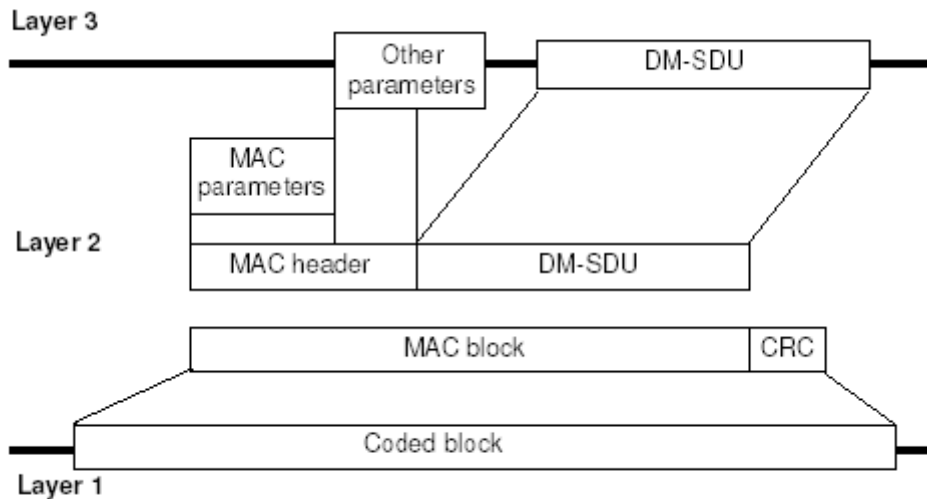 Layer 3
Other
parameters
DM-SDU
MAC
parameters
Layer 2
MAC header
DM-SDU
MAC block
CRC
Coded block
Layer 1